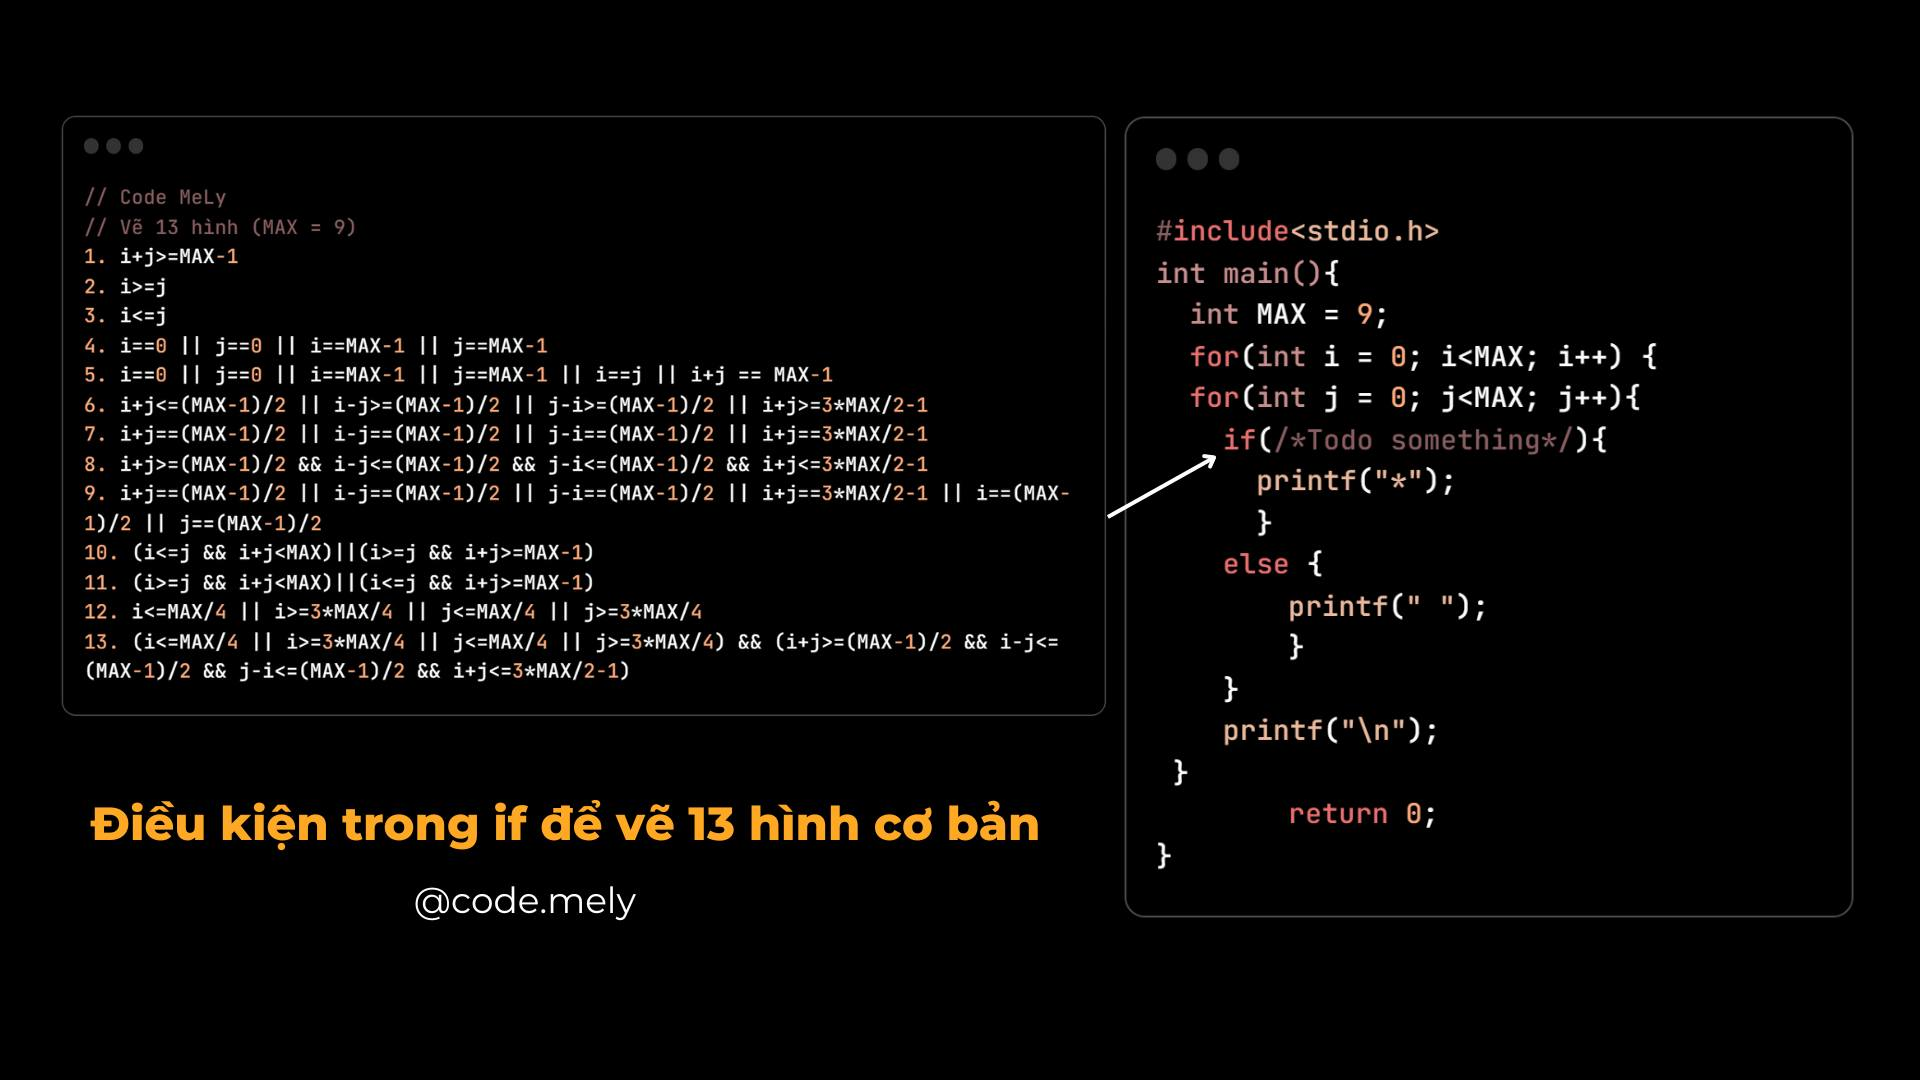 // Code MeLy
// Vẽ 13 hình (MAX = 9)
1. i+j>=MAX-1
2. i>=j
3. i<=j
4. i==0 || j==0 || i==MAX-1 || j==MAX-1
5. i==0 || j==0 || i==MAX-1 || j==MAX-1 || i==j || i+j == MAX-1
6. i+j<=(MAX-1)/2 || i-j>=(MAX-1)/2 || j-i>=(MAX-1)/2 || i+j>=3*MAX/2-1
7. i+j==(MAX-1)/2 || i-j==(MAX-1)/2 || j-i==(MAX-1)/2 || i+j==3*MAX/2-1
8. i+j>=(MAX-1)/2 && i-j<=(MAX-1)/2 && j-i<=(MAX-1)/2 && i+j<=3*MAX/2-1
9. i+j==(MAX-1)/2 || i-j==(MAX-1)/2 || j-i==(MAX-1)/2 || i+j==3*MAX/2-1 || i==(MAX-
1)/2 || j==(MAX-1)/2
10. (i<=j && i+j<MAX)||(i>=j && i+j>=MAX-1)
11. (i>=j && i+j<MAX)||(i<=j && i+j>=MAX-1)
12. i<=MAX/4 || i>=3*MAX/4 || j<=MAX/4 || j>=3*MAX/4
13. (i<=MAX/4 || i>=3*MAX/4 || j<=MAX/4 || j>=3*MAX/4) && (i+j>=(MAX-1)/2 && i-j<=
(MAX-1)/2 && j-i<=(MAX-1)/2 && i+j<=3*MAX/2-1)
Điều kiện trong if để vẽ 13 hình cơ bản
@code.mely
#include<stdio.h>
int main(){
int MAX = 9;
for(int i = 0; i<MAX; i++) {
for(int j = 0; j<MAX; j++){
if(/*Todo something*/){
printf("*");
}
else {
printf(" ");
}
}
printf("\n");
}
return 0;
}